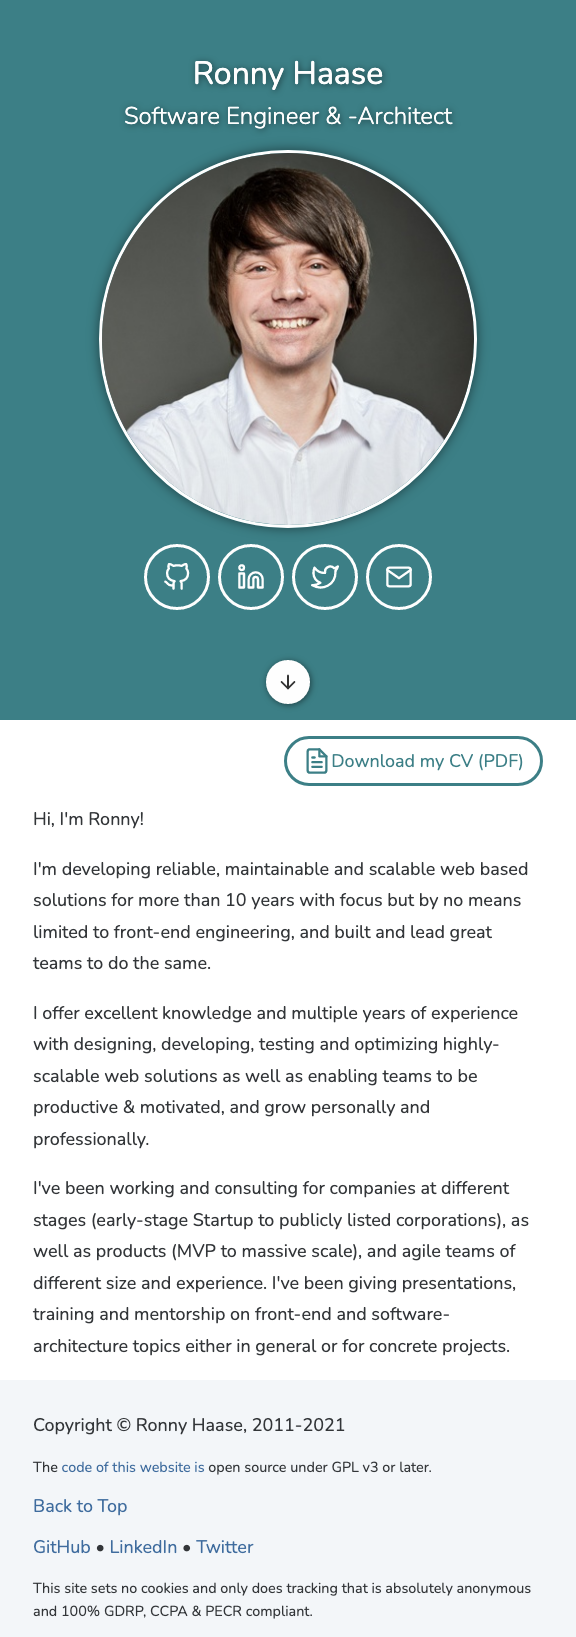 Ronny Haase
Software Engineer & -Architect
Download my CV (PDF)
Hi, I'm Ronny!
I'm developing reliable, maintainable and scalable web based
solutions for more than 10 years with focus but by no means
limited to front-end engineering, and built and lead great
teams to do the same.
I offer excellent knowledge and multiple years of experience
with designing, developing, testing and optimizing highly-
scalable web solutions as well as enabling teams to be
productive & motivated, and grow personally and
professionally.
I've been working and consulting for companies at different
stages (early-stage Startup to publicly listed corporations), as
well as products (MVP to massive scale), and agile teams of
different size and experience. I've been giving presentations,
training and mentorship on front-end and software-
architecture topics either in general or for concrete projects.
Copyright © Ronny Haase, 2011-2021
The code of this website is open source under GPL v3 or later.
Back to Top
GitHub • LinkedIn • Twitter
This site sets no cookies and only does tracking that is absolutely anonymous
and 100% GDRP, CCPA & PECR compliant.